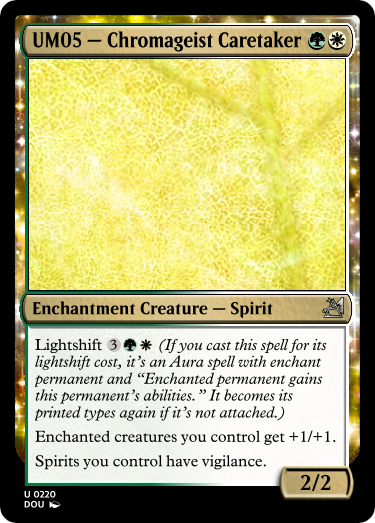 UM05 — Chromageist Caretaker
Enchantment Creature — Spirit
Lightshift 3 (If you cast this spell for its
lightshift cost, it's an Aura spell with enchant
permanent and “Enchanted permanent gains
this permanent's abilities.” It becomes its
printed types again if it's not attached.)
Enchanted creatures you control get +1/+1.
Spirits you control have vigilance.
2/2
U 0220
DOU